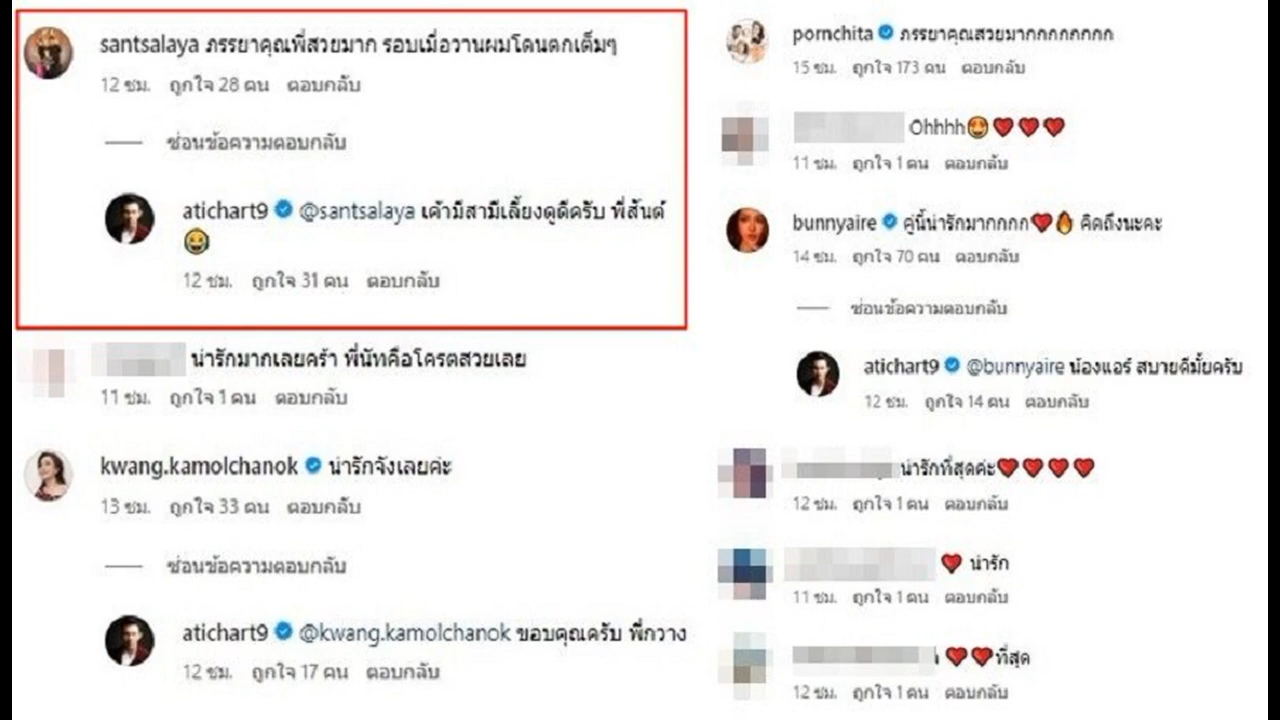 santsalaya ภรรยาคุณพี่สวยมาก รอบเมื่อวานผมโดนตกเต็มๆ
12 ชม. ถูกใจ 28 คน ตอบกลับ
ซ่อนข้อความตอบกลับ
atichart9 @santsalaya เค้ามีสามีเลี้ยงดูดีครับ พี่สันต์
😂
12 ชม. ถูกใจ 31 คน ตอบกลับ
น่ารักมากเลยคร้า พี่นัทคือโครตสวยเลย
11 ชม. ถูกใจ 1 คน ตอบกลับ
kwang.kamolchanok น่ารักจังเลยค่ะ
13 ชม. ถูกใจ 33 คน ตอบกลับ
ซ่อนข้อความตอบกลับ
atichart9 @kwang.kamolchanok ขอบคุณครับ พี่กวาง
12 ชม. ถูกใจ 17 คน ตอบกลับ
pornchita ภรรยาคุณสวยมากกกกกกกก
15 ชม. ถูกใจ 173 คน ตอบกลับ
Ohhhh🤩❤❤❤
11 ชม. ถูกใจ 1 คน ตอบกลับ
bunnyaire คู่นี้น่ารักมากกกก❤🔥 คิดถึงนะคะ
14 ชม. ถูกใจ 70 คน ตอบกลับ
ซ่อนข้อความตอบกลับ
atichart9 @bunnyaire น้องแอร์ สบายดีมั้ยครับ
12 ชม. ถูกใจ 14 คน ตอบกลับ
น่ารักที่สุดค่ะ❤❤❤❤
12 ชม. ถูกใจ 1 คน ตอบกลับ
❤ น่ารัก
11 ชม. ถูกใจ 1 คน ตอบกลับ
❤❤ที่สุด
12 ชม. ถูกใจ 1 คน ตอบกลับ